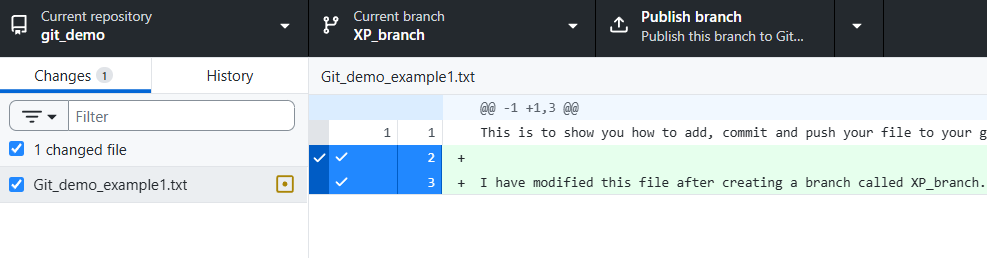 Current repository
git_demo
Current branch
XP_branch
Publish branch
Publish this branch to Git...
Changes 1
History
Filter
1 changed file
Git_demo_example1.txt
Git_demo_example1.txt
@@ -1 +1,3 @@
1 1 This is to show you how to add, commit and push your file to your g
2 +
3 + I have modified this file after creating a branch called XP_branch.